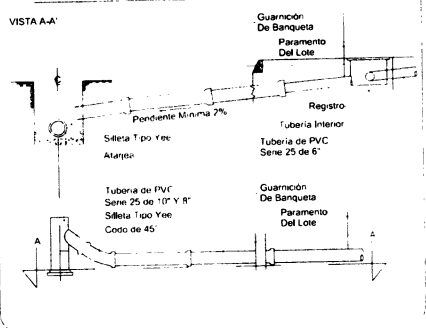 VISTA A-A'
Guarnición
De Banqueta
Paramento
Del Lote
Pendiente Minima 2%
Registro
Tubería Interior
Silleta Tipo Yee
Tubería de PVC
Serie 25 de 6"
Atarjea
Tubería de PVC
Serie 25 de 10" Y 8"
Silleta Tipo Yee
Codo de 45°
Guarnición
De Banqueta
Paramento
Del Lote
A
A